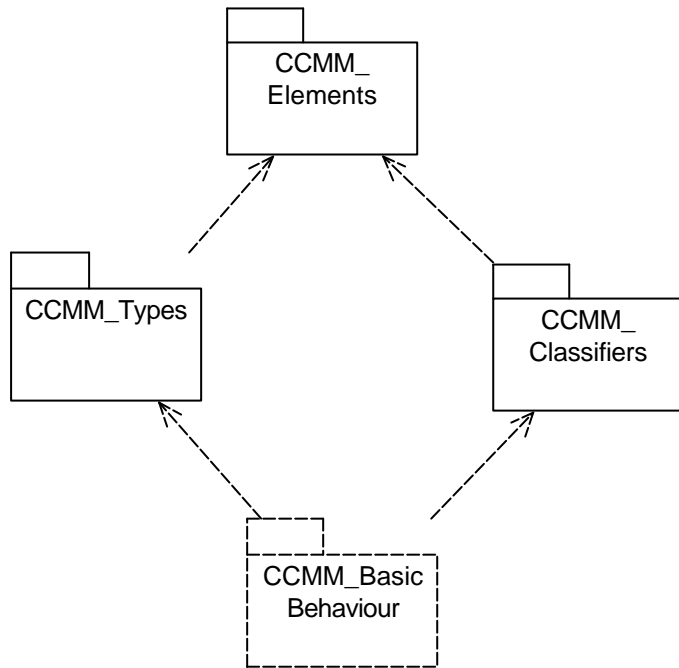 CCMM_
Elements
CCMM_Types
CCMM_
Classifiers
CCMM_Basic
Behaviour